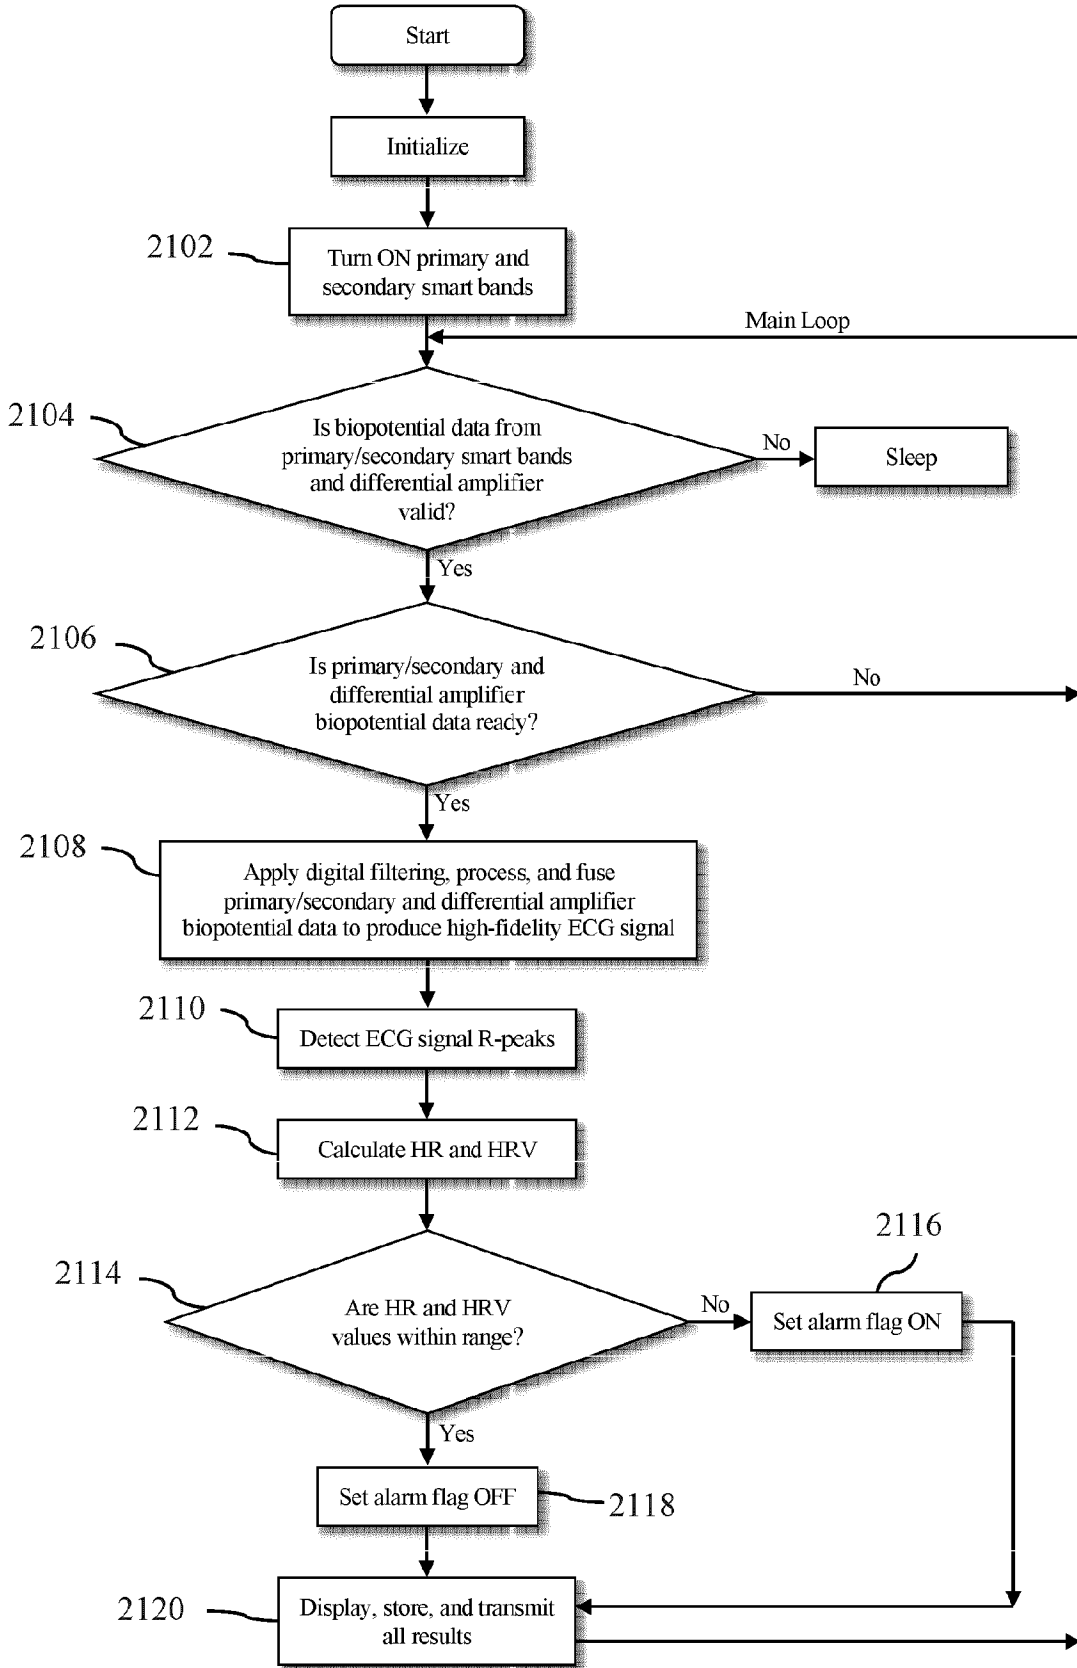 Start
Initialize
2102
Turn ON primary and
secondary smart bands
Main Loop
2104
Is biopotential data from
primary/secondary smart bands
and differential amplifier
valid?
No
Sleep
Yes
2106
Is primary/secondary and
differential amplifier
biopotential data ready?
No
Yes
2108
Apply digital filtering, process, and fuse
primary/secondary and differential amplifier
biopotential data to produce high-fidelity ECG signal
2110
Detect ECG signal R-peaks
2112
Calculate HR and HRV
2114
Are HR and HRV
values within range?
No
2116
Set alarm flag ON
Yes
Set alarm flag OFF
2118
2120
Display, store, and transmit
all results